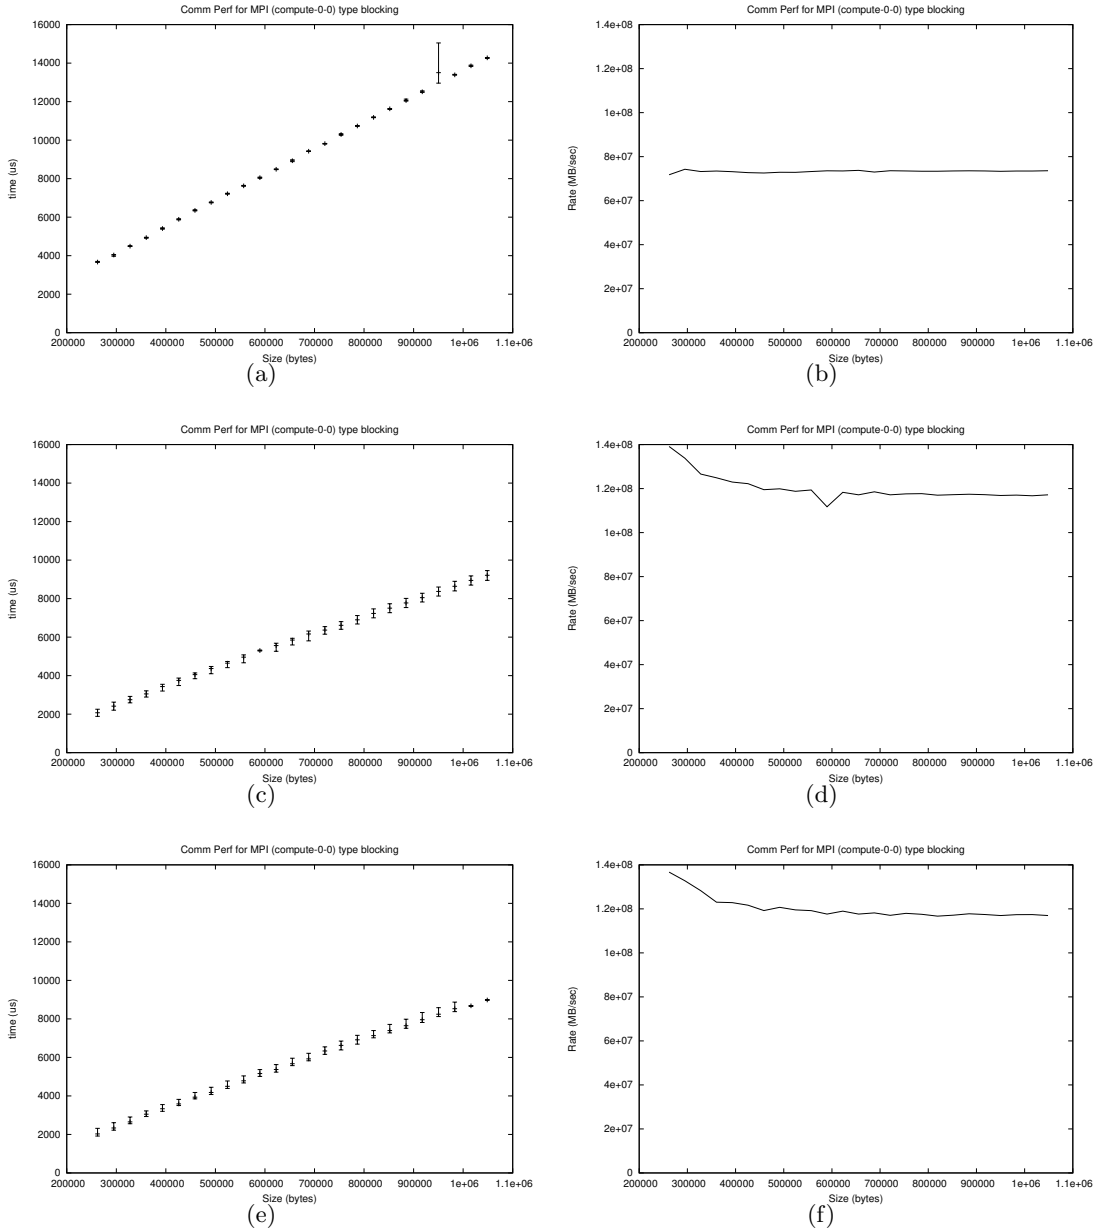 Comm Perf for MPI (compute-0-0) type blocking
16000
14000
12000
10000
8000
6000
4000
2000
0
time (us)
200000 300000 400000 500000 600000 700000 800000 900000 1e+06 1.1e+06
Size (bytes)
(a)
Comm Perf for MPI (compute-0-0) type blocking
1.4e+08
1.2e+08
1e+08
8e+07
6e+07
4e+07
2e+07
0
Rate (MB/sec)
200000 300000 400000 500000 600000 700000 800000 900000 1e+06 1.1e+06
Size (bytes)
(b)
Comm Perf for MPI (compute-0-0) type blocking
16000
14000
12000
10000
8000
6000
4000
2000
0
time (us)
200000 300000 400000 500000 600000 700000 800000 900000 1e+06 1.1e+06
Size (bytes)
(c)
Comm Perf for MPI (compute-0-0) type blocking
1.4e+08
1.2e+08
1e+08
8e+07
6e+07
4e+07
2e+07
0
Rate (MB/sec)
200000 300000 400000 500000 600000 700000 800000 900000 1e+06 1.1e+06
Size (bytes)
(d)
Comm Perf for MPI (compute-0-0) type blocking
16000
14000
12000
10000
8000
6000
4000
2000
0
time (us)
200000 300000 400000 500000 600000 700000 800000 900000 1e+06 1.1e+06
Size (bytes)
(e)
Comm Perf for MPI (compute-0-0) type blocking
1.4e+08
1.2e+08
1e+08
8e+07
6e+07
4e+07
2e+07
0
Rate (MB/sec)
200000 300000 400000 500000 600000 700000 800000 900000 1e+06 1.1e+06
Size (bytes)
(f)